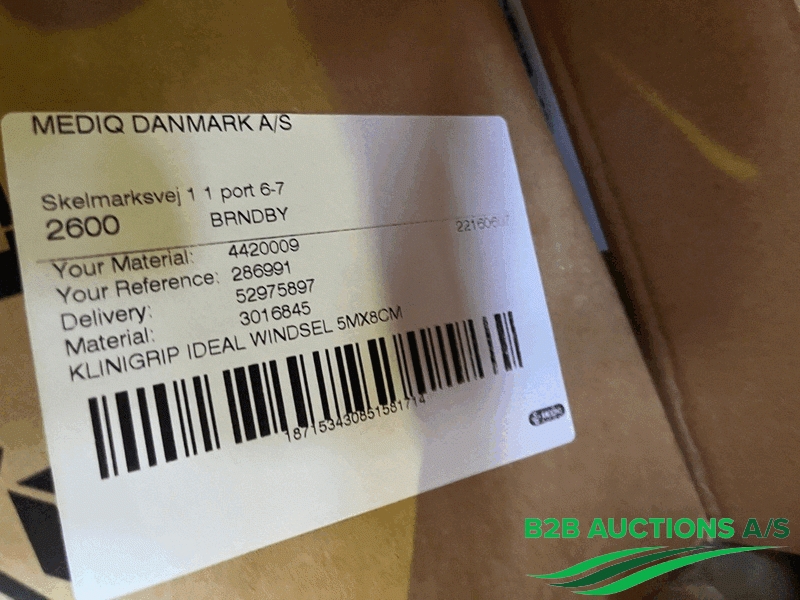 MEDIQ DANMARK A/S
Skelmarksvej 1 1 port 6-7
2600 BRNDBY
Your Material: 4420009
Your Reference: 286991
Delivery: 52975897
Material: 3016845
KLINIGRIP IDEAL WINDSEL 5MX8CM
187153430851581714
B2B AUCTIONS A/S